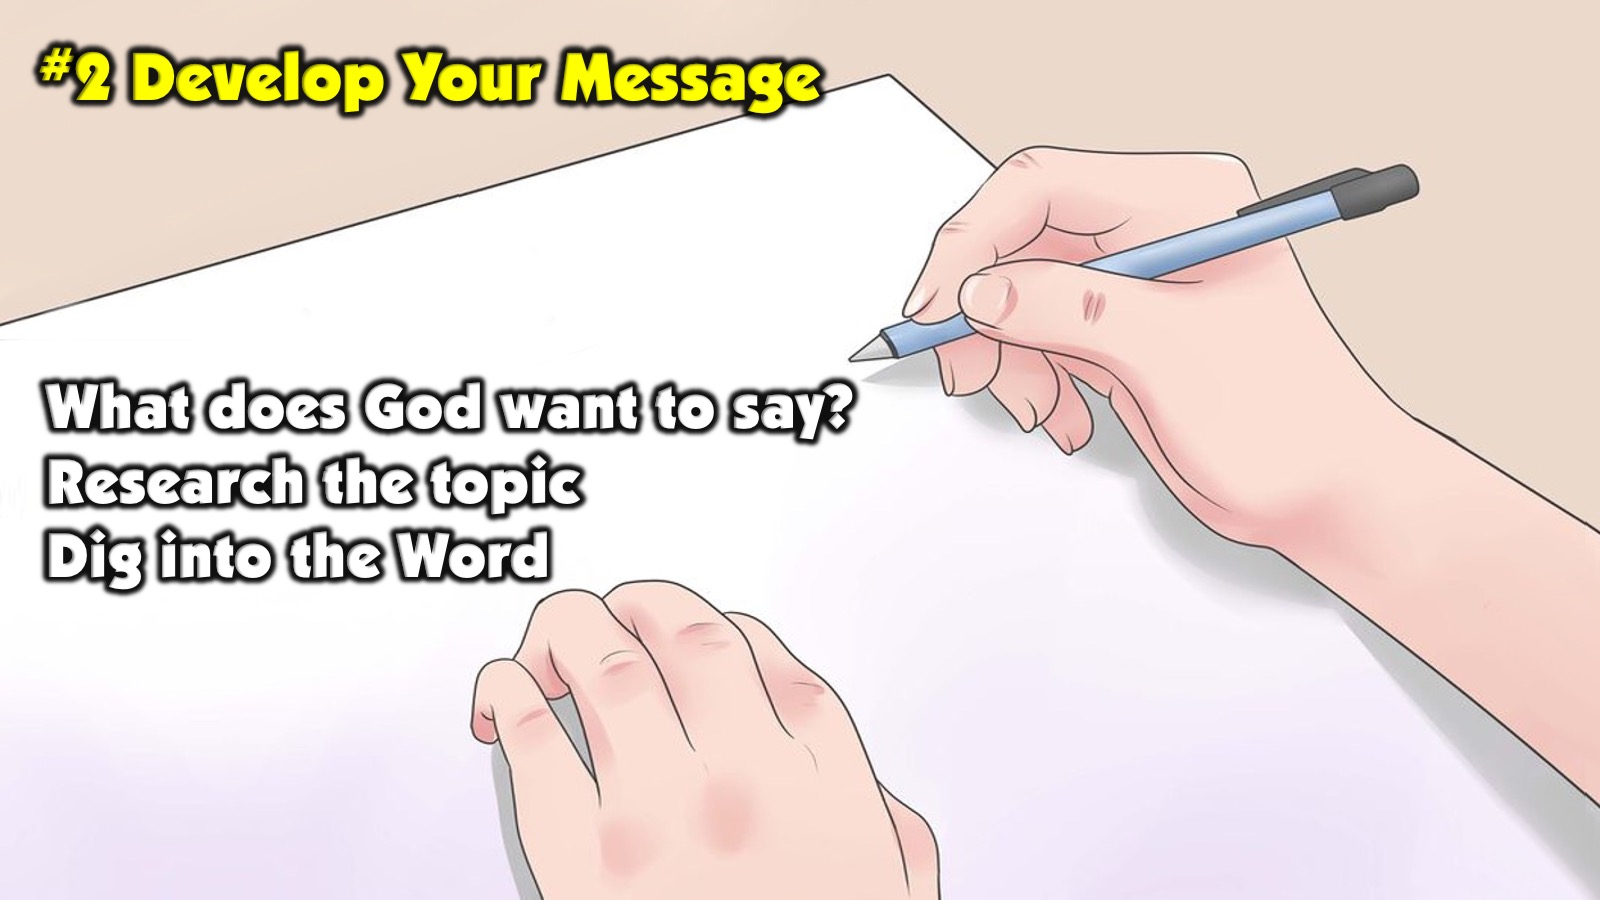 #2 Develop Your Message
What does God want to say?
Research the topic
Dig into the Word